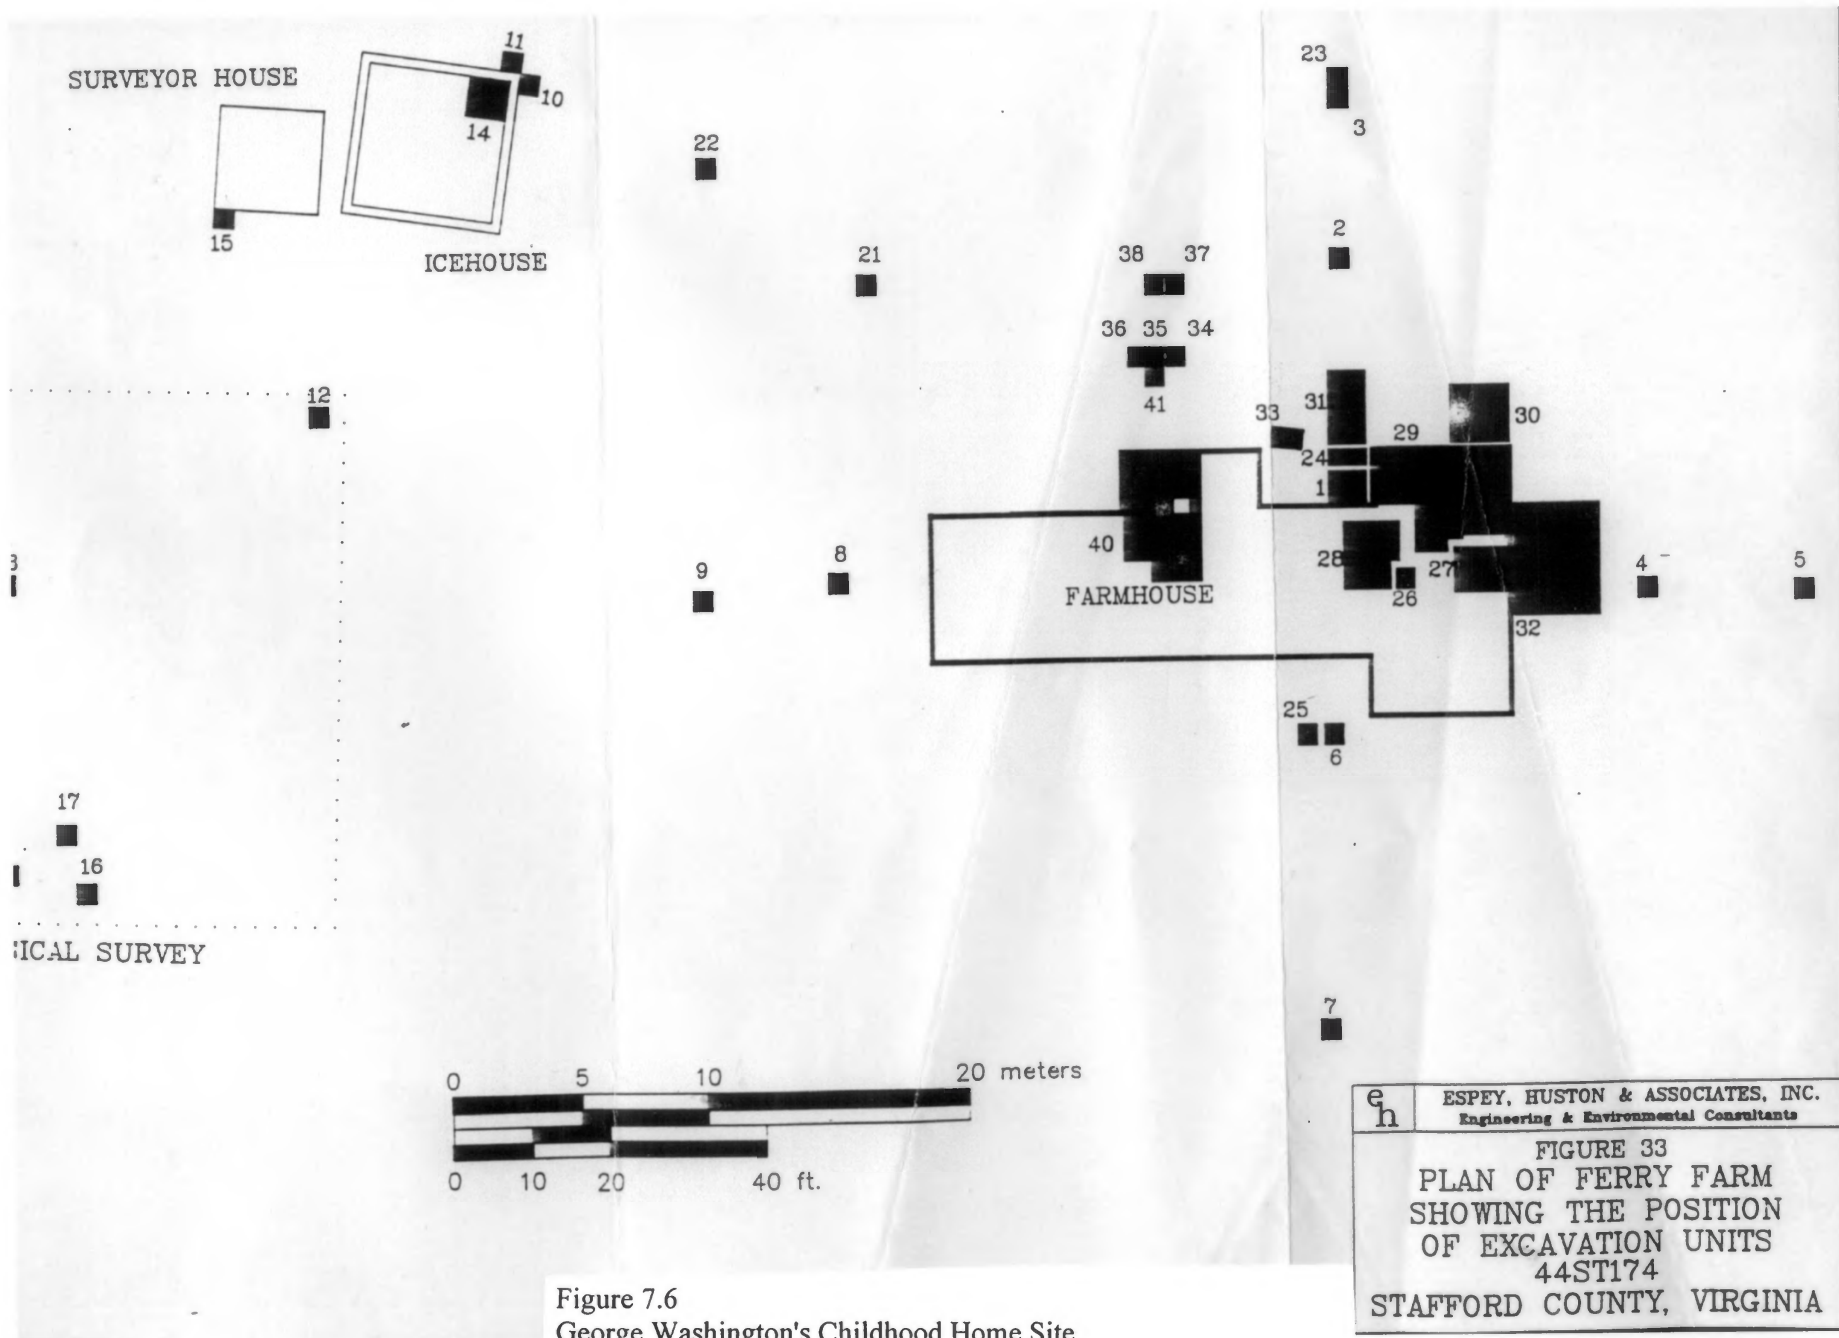 SURVEYOR HOUSE
11
10
14
15
ICEHOUSE
22
21
23
3
2
38 37
36 35 34
41
12
33
31
24
1
29
30
40
28
26
27
32
FARMHOUSE
9
8
4
5
25
6
17
16
ICAL SURVEY
7
0 5 10 20 meters
0 10 20 40 ft.
eh
ESPEY, HUSTON & ASSOCIATES, INC.
Engineering & Environmental Consultants
FIGURE 33
PLAN OF FERRY FARM
SHOWING THE POSITION
OF EXCAVATION UNITS
44ST174
STAFFORD COUNTY, VIRGINIA
Figure 7.6
George Washington's Childhood Home Site